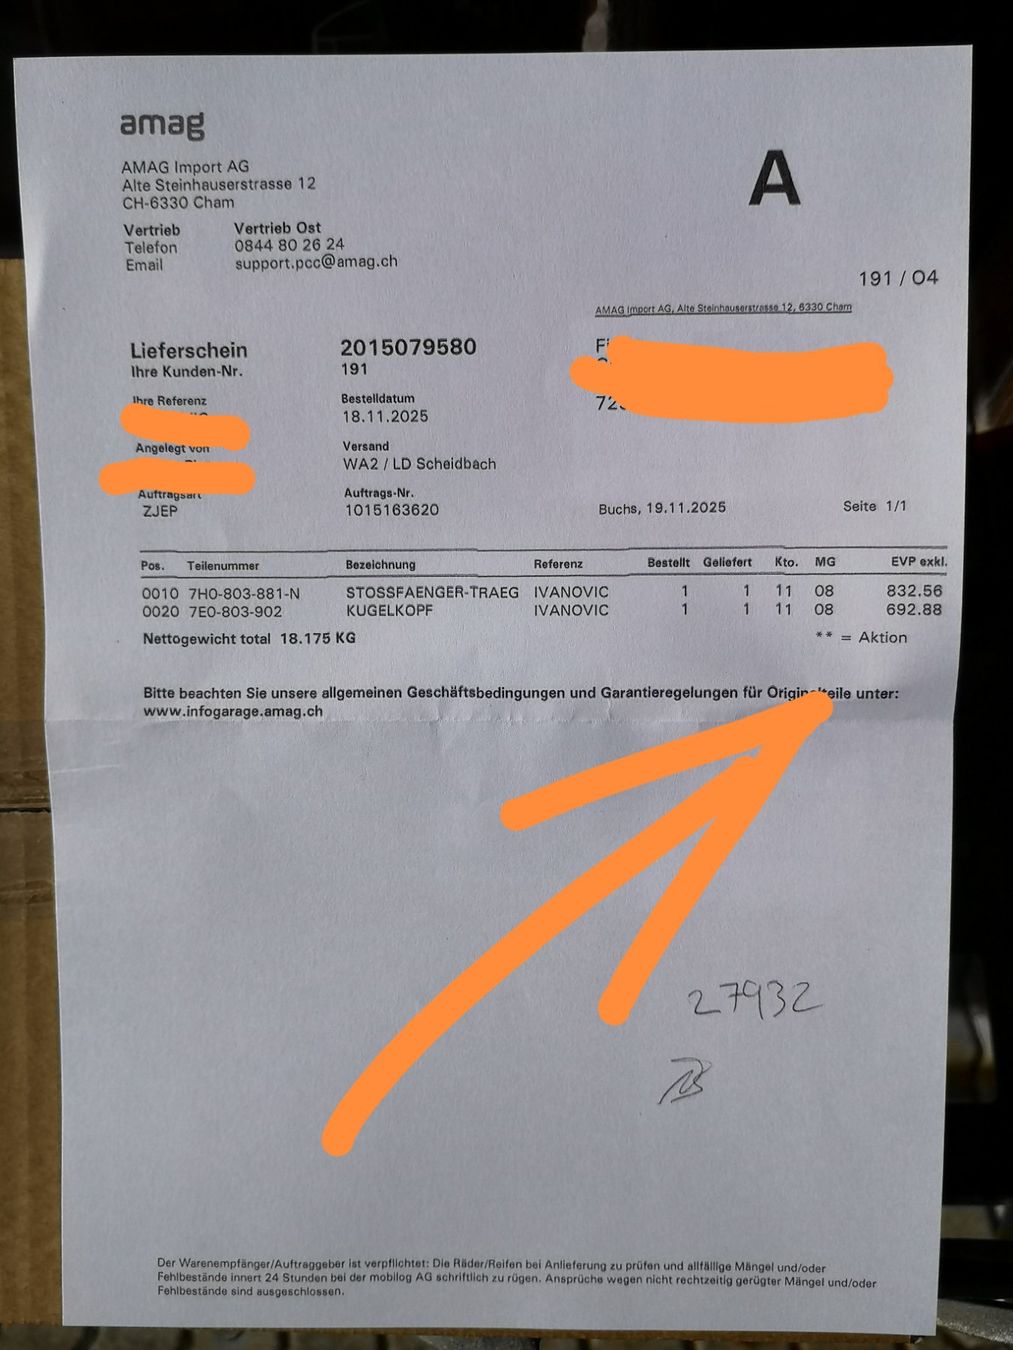 amag
AMAG Import AG
Alte Steinhauserstrasse 12
CH-6330 Cham
Vertrieb Vertrieb Ost
Telefon 0844 80 26 24
Email support.pcc@amag.ch
A
191 / 04
AMAG Import AG, Alte Steinhauserstrasse 12, 6330 Cham
Lieferschein 2015079580
Ihre Kunden-Nr. 191
Ihre Referenz Bestelldatum
18.11.2025
Angelegt von Versand
WA2 / LD Scheidbach
Auftragsart Auftrags-Nr.
ZJEP 1015163620 Buchs, 19.11.2025 Seite 1/1
Pos. Teilenummer Bezeichnung Referenz Bestellt Geliefert Kto. MG EVP exkl.
0010 7H0-803-881-N STOSSFAENGER-TRAEG IVANOVIC 1 1 11 08 832.56
0020 7E0-803-902 KUGELKOPF IVANOVIC 1 1 11 08 692.88
Nettogewicht total 18.175 KG ** = Aktion
Bitte beachten Sie unsere allgemeinen Geschäftsbedingungen und Garantieregelungen für Originalteile unter:
www.infogarage.amag.ch
27932
Der Warenempfänger/Auftraggeber ist verpflichtet: Die Räder/Reifen bei Anlieferung zu prüfen und allfällige Mängel und/oder
Fehlbestände innert 24 Stunden bei der mobilog AG schriftlich zu rügen. Ansprüche wegen nicht rechtzeitig gerügter Mängel und/oder
Fehlbestände sind ausgeschlossen.